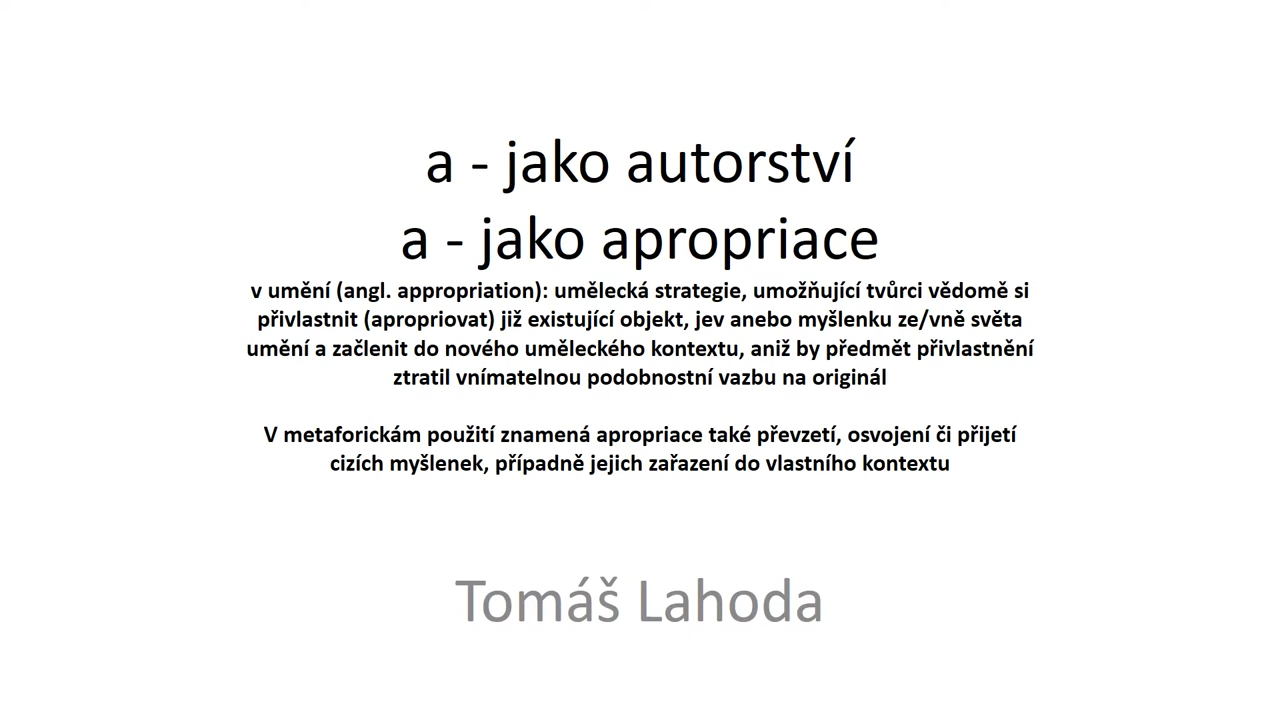 a - jako autorství
a - jako apropriace
v umění (angl. appropriation): umělecká strategie, umožňující tvůrci vědomě si
přivlastnit (apropriovat) již existující objekt, jev anebo myšlenku ze/vně světa
umění a začlenit do nového uměleckého kontextu, aniž by předmět přivlastnění
ztratil vnímatelnou podobnostní vazbu na originál
V metaforickám použití znamená apropriace také převzetí, osvojení či přijetí
cizích myšlenek, případně jejich zařazení do vlastního kontextu
Tomáš Lahoda